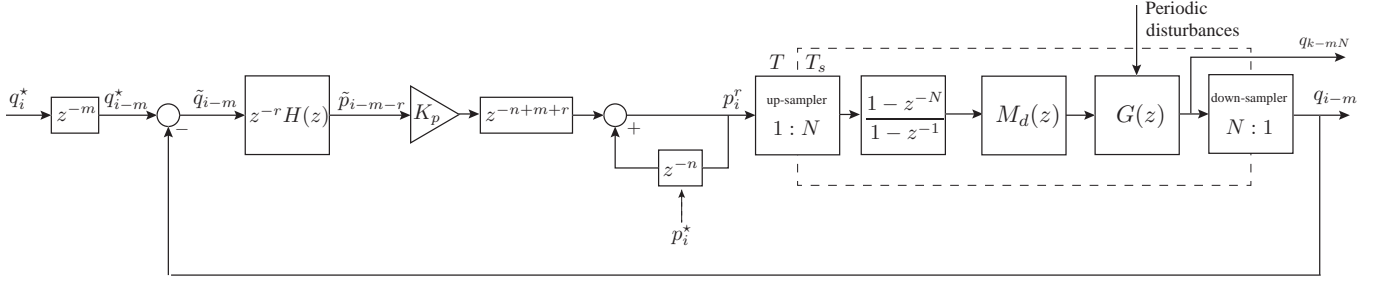 Periodic
disturbances
q_{k-mN}
q_i^⋆
z^{-m}
q_{i-m}^⋆
−
q̃_{i-m}
z^{-r}H(z)
p̃_{i-m-r}
K_p
z^{-n+m+r}
+
p_i^r
z^{-n}
p_i^⋆
T
T_s
up-sampler
1 : N
1 − z^{-N}
1 − z^{-1}
M_d(z)
G(z)
down-sampler
N : 1
q_{i-m}